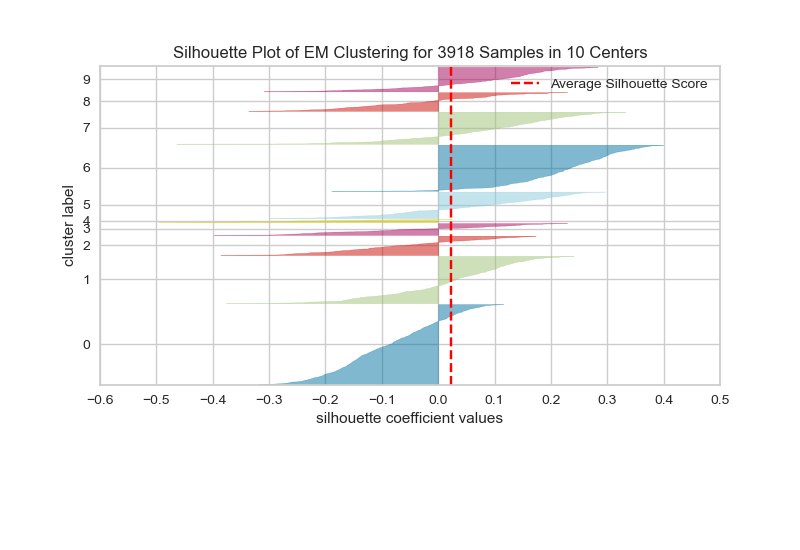 Silhouette Plot of EM Clustering for 3918 Samples in 10 Centers
Average Silhouette Score
cluster label
9
8
7
6
5
4
3
2
1
0
−0.6 −0.5 −0.4 −0.3 −0.2 −0.1 0.0 0.1 0.2 0.3 0.4 0.5
silhouette coefficient values